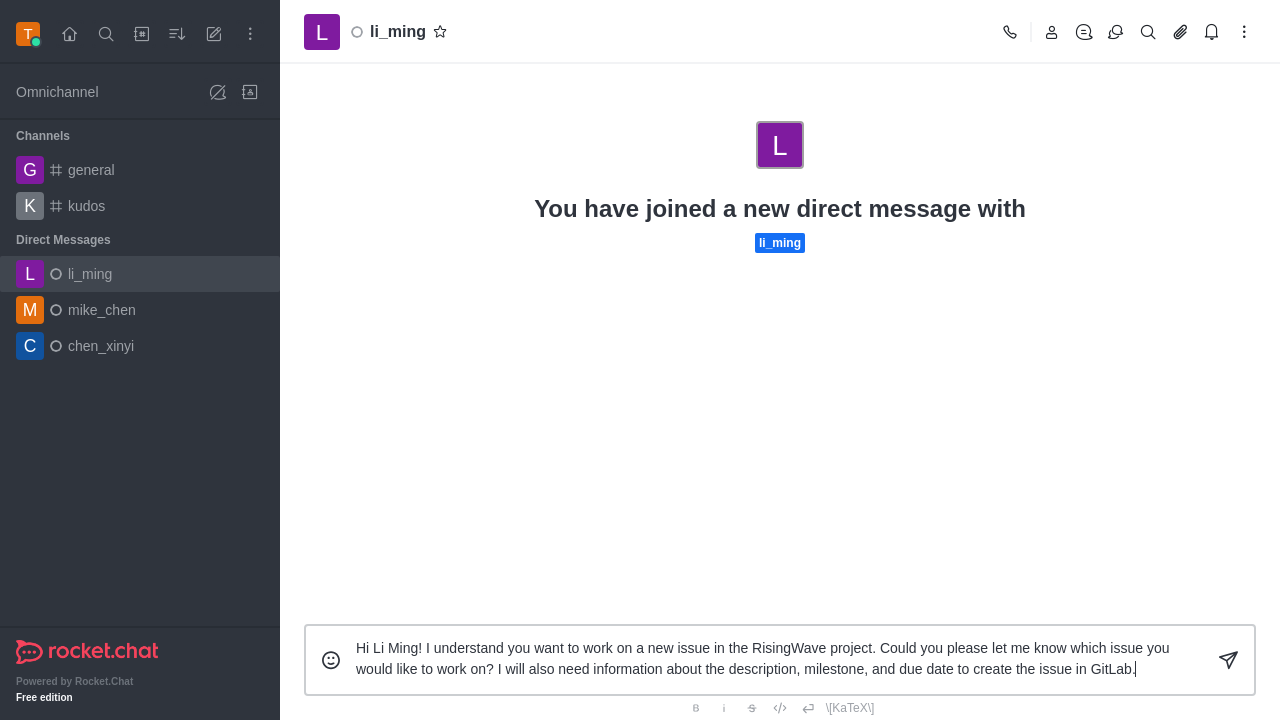 T
Omnichannel
Channels
G general
K kudos
Direct Messages
L li_ming
M mike_chen
C chen_xinyi
rocket.chat
Powered by Rocket.Chat
Free edition
L li_ming
L
You have joined a new direct message with
li_ming
Hi Li Ming! I understand you want to work on a new issue in the RisingWave project. Could you please let me know which issue you
would like to work on? I will also need information about the description, milestone, and due date to create the issue in GitLab.
B i S \[KaTeX\]